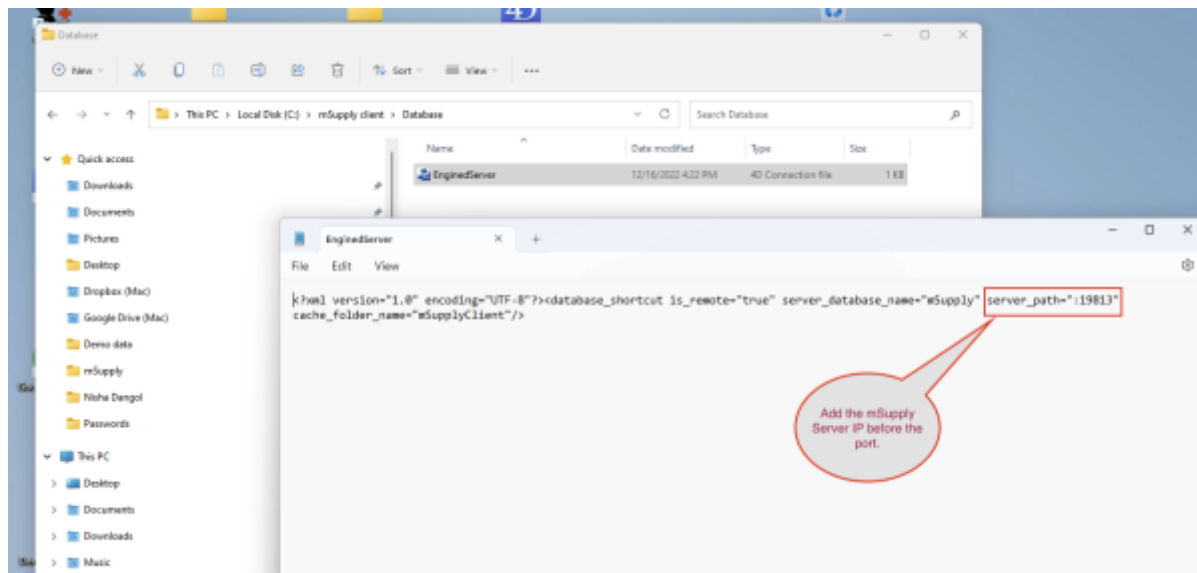 4D
Database
New
Sort
View
This PC > Local Disk (C:) > mSupply client > Database
Search Database
Name
Date modified
Type
Size
EnginedServer
12/16/2022 4:22 PM
4D Connection file
1 KB
Quick access
Downloads
Documents
Pictures
Desktop
Dropbox (Mac)
Google Drive (Mac)
Demo data
mSupply
Nisha Dangol
Passwords
This PC
Desktop
Documents
Downloads
Music
EnginedServer
File Edit View
<?xml version="1.0" encoding="UTF-8"?><database_shortcut is_remote="true" server_database_name="mSupply" server_path=":19813"
cache_folder_name="mSupplyClient"/>
Add the mSupply
Server IP before the
port.